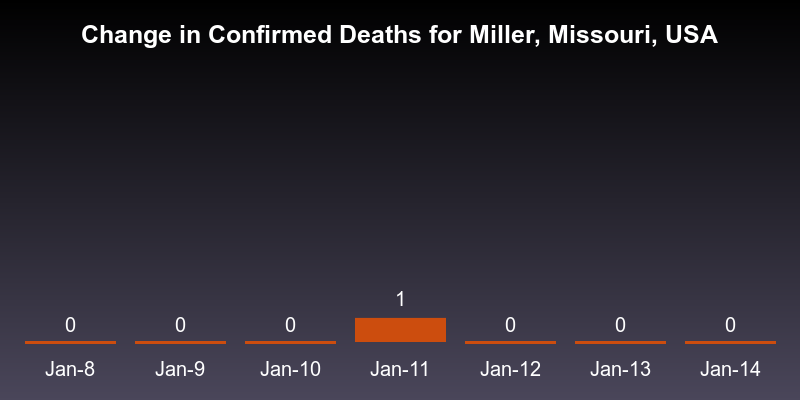 Change in Confirmed Deaths for Miller, Missouri, USA
1
0 0 0 0 0 0
Jan-8 Jan-9 Jan-10 Jan-11 Jan-12 Jan-13 Jan-14